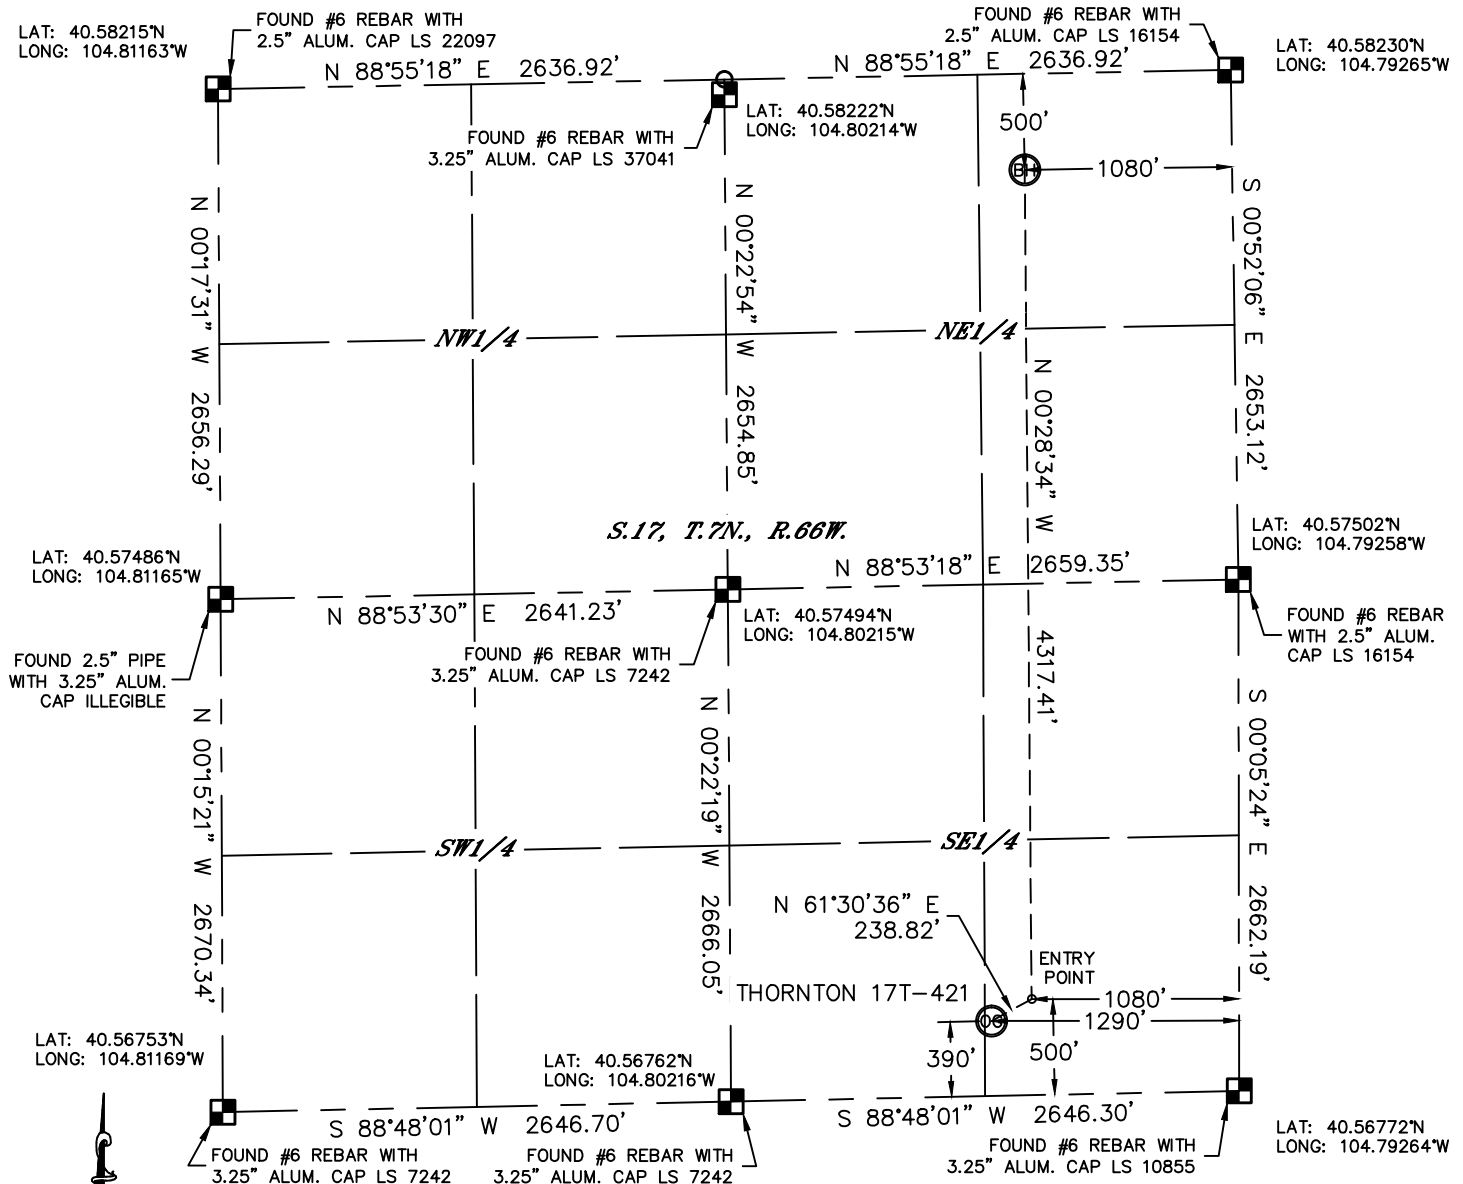 LAT: 40.58215°N
LONG: 104.81163°W
FOUND #6 REBAR WITH
2.5" ALUM. CAP LS 22097
N 88°55'18" E 2636.92'
FOUND #6 REBAR WITH
2.5" ALUM. CAP LS 16154
N 88°55'18" E 2636.92'
LAT: 40.58230°N
LONG: 104.79265°W
FOUND #6 REBAR WITH
3.25" ALUM. CAP LS 37041
LAT: 40.58222°N
LONG: 104.80214°W
500'
BH
1080'
N 00°17'31" W 2656.29'
N 00°22'54" W 2654.85'
S 00°52'06" E 2653.12'
NW1/4
NE1/4
N 00°28'34" W 4317.41'
S.17, T.7N., R.66W.
LAT: 40.57486°N
LONG: 104.81165°W
N 88°53'30" E 2641.23'
N 88°53'18" E 2659.35'
LAT: 40.57502°N
LONG: 104.79258°W
LAT: 40.57494°N
LONG: 104.80215°W
FOUND 2.5" PIPE
WITH 3.25" ALUM.
CAP ILLEGIBLE
FOUND #6 REBAR WITH
3.25" ALUM. CAP LS 7242
FOUND #6 REBAR
WITH 2.5" ALUM.
CAP LS 16154
N 00°15'21" W 2670.34'
N 00°22'19" W 2666.05'
S 00°05'24" E 2662.19'
SW1/4
SE1/4
N 61°30'36" E
238.82'
ENTRY
POINT
THORNTON 17T-421
1080'
1290'
390'
500'
LAT: 40.56753°N
LONG: 104.81169°W
LAT: 40.56762°N
LONG: 104.80216°W
S 88°48'01" W 2646.70'
S 88°48'01" W 2646.30'
FOUND #6 REBAR WITH
3.25" ALUM. CAP LS 7242
FOUND #6 REBAR WITH
3.25" ALUM. CAP LS 7242
FOUND #6 REBAR WITH
3.25" ALUM. CAP LS 10855
LAT: 40.56772°N
LONG: 104.79264°W